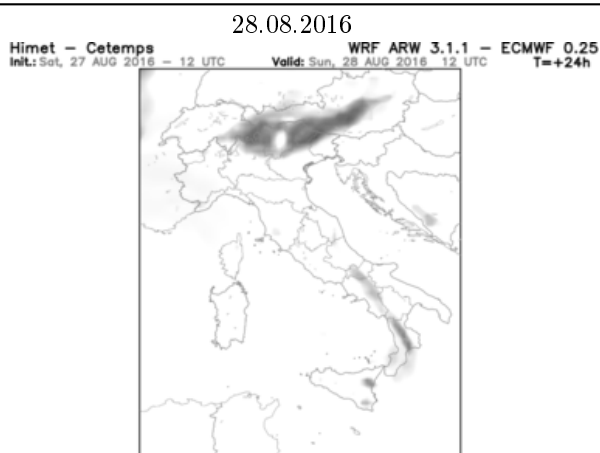 28.08.2016
Himet – Cetemps WRF ARW 3.1.1 – ECMWF 0.25
Init.: Sat, 27 AUG 2016 – 12 UTC Valid: Sun, 28 AUG 2016 12 UTC T=+24h